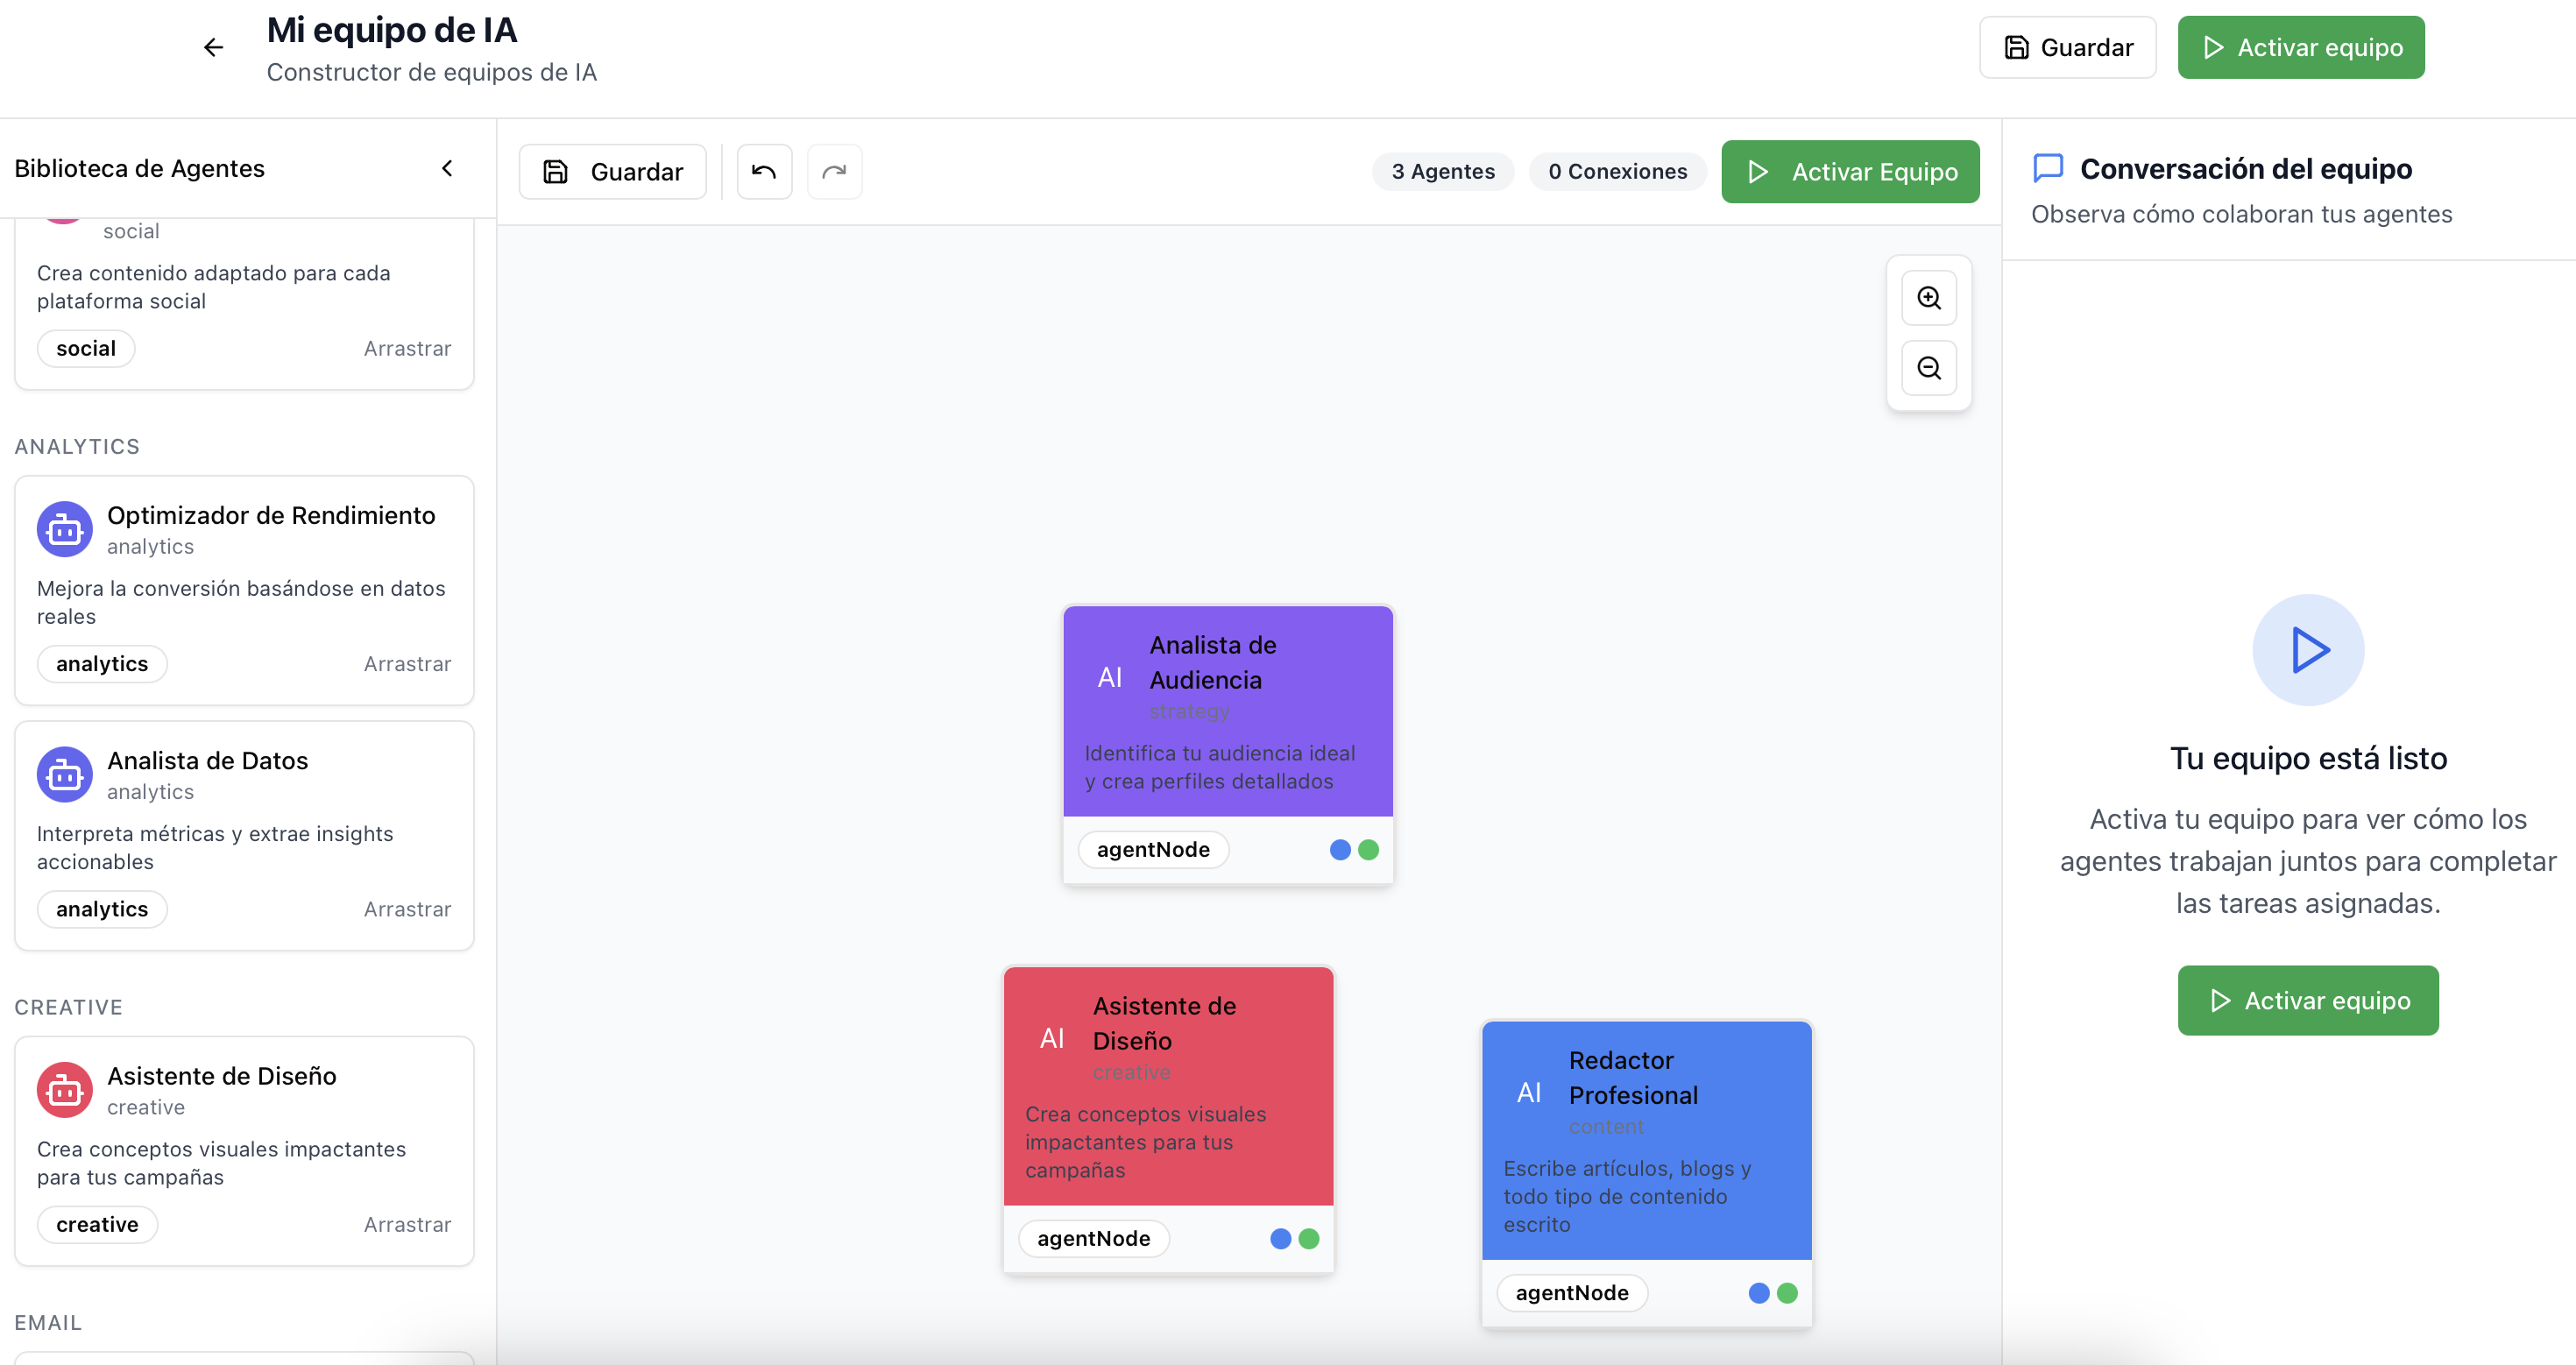 Mi equipo de IA
Constructor de equipos de IA
Guardar
Activar equipo
Biblioteca de Agentes
social
Crea contenido adaptado para cada
plataforma social
social
Arrastrar
ANALYTICS
Optimizador de Rendimiento
analytics
Mejora la conversión basándose en datos
reales
analytics
Arrastrar
Analista de Datos
analytics
Interpreta métricas y extrae insights
accionables
analytics
Arrastrar
CREATIVE
Asistente de Diseño
creative
Crea conceptos visuales impactantes
para tus campañas
creative
Arrastrar
EMAIL
Guardar
3 Agentes
0 Conexiones
Activar Equipo
AI
Analista de
Audiencia
strategy
Identifica tu audiencia ideal
y crea perfiles detallados
agentNode
AI
Asistente de
Diseño
creative
Crea conceptos visuales
impactantes para tus
campañas
agentNode
AI
Redactor
Profesional
content
Escribe artículos, blogs y
todo tipo de contenido
escrito
agentNode
Conversación del equipo
Observa cómo colaboran tus agentes
Tu equipo está listo
Activa tu equipo para ver cómo los
agentes trabajan juntos para completar
las tareas asignadas.
Activar equipo